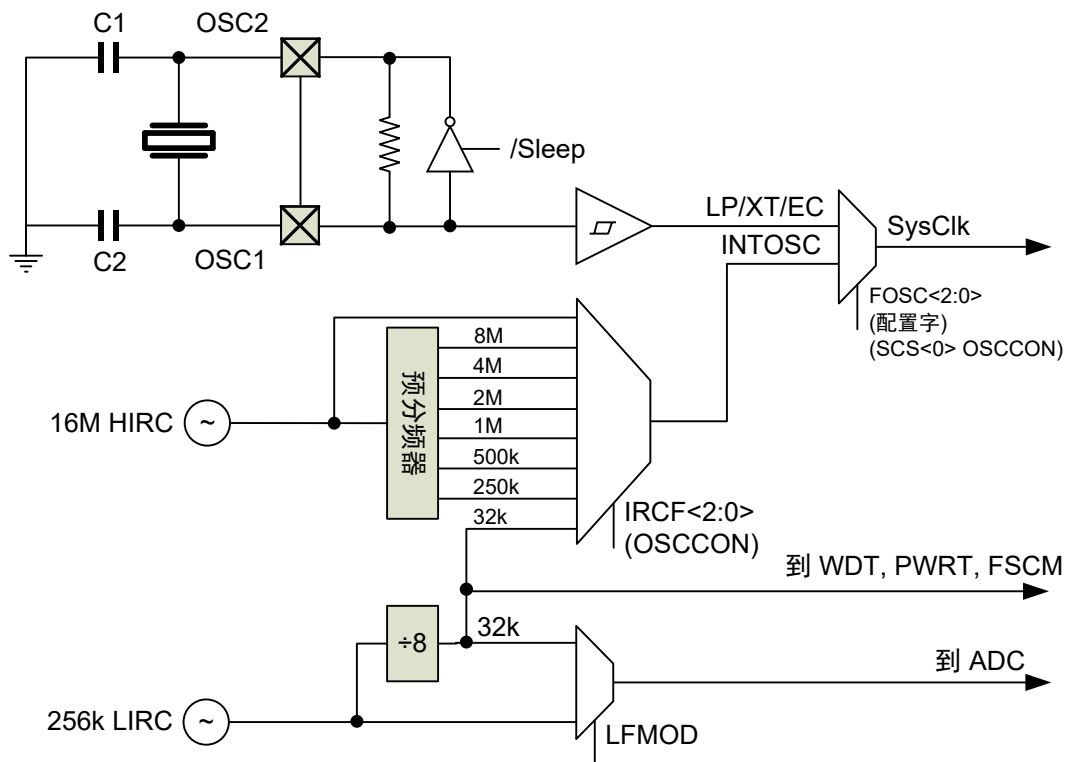 C1
OSC2
/Sleep
C2
OSC1
LP/XT/EC
INTOSC
SysClk
FOSC<2:0>
(配置字)
(SCS<0> OSCCON)
16M HIRC
~
预分频器
8M
4M
2M
1M
500k
250k
32k
IRCF<2:0>
(OSCCON)
到 WDT, PWRT, FSCM
÷8
32k
到 ADC
256k LIRC
~
LFMOD